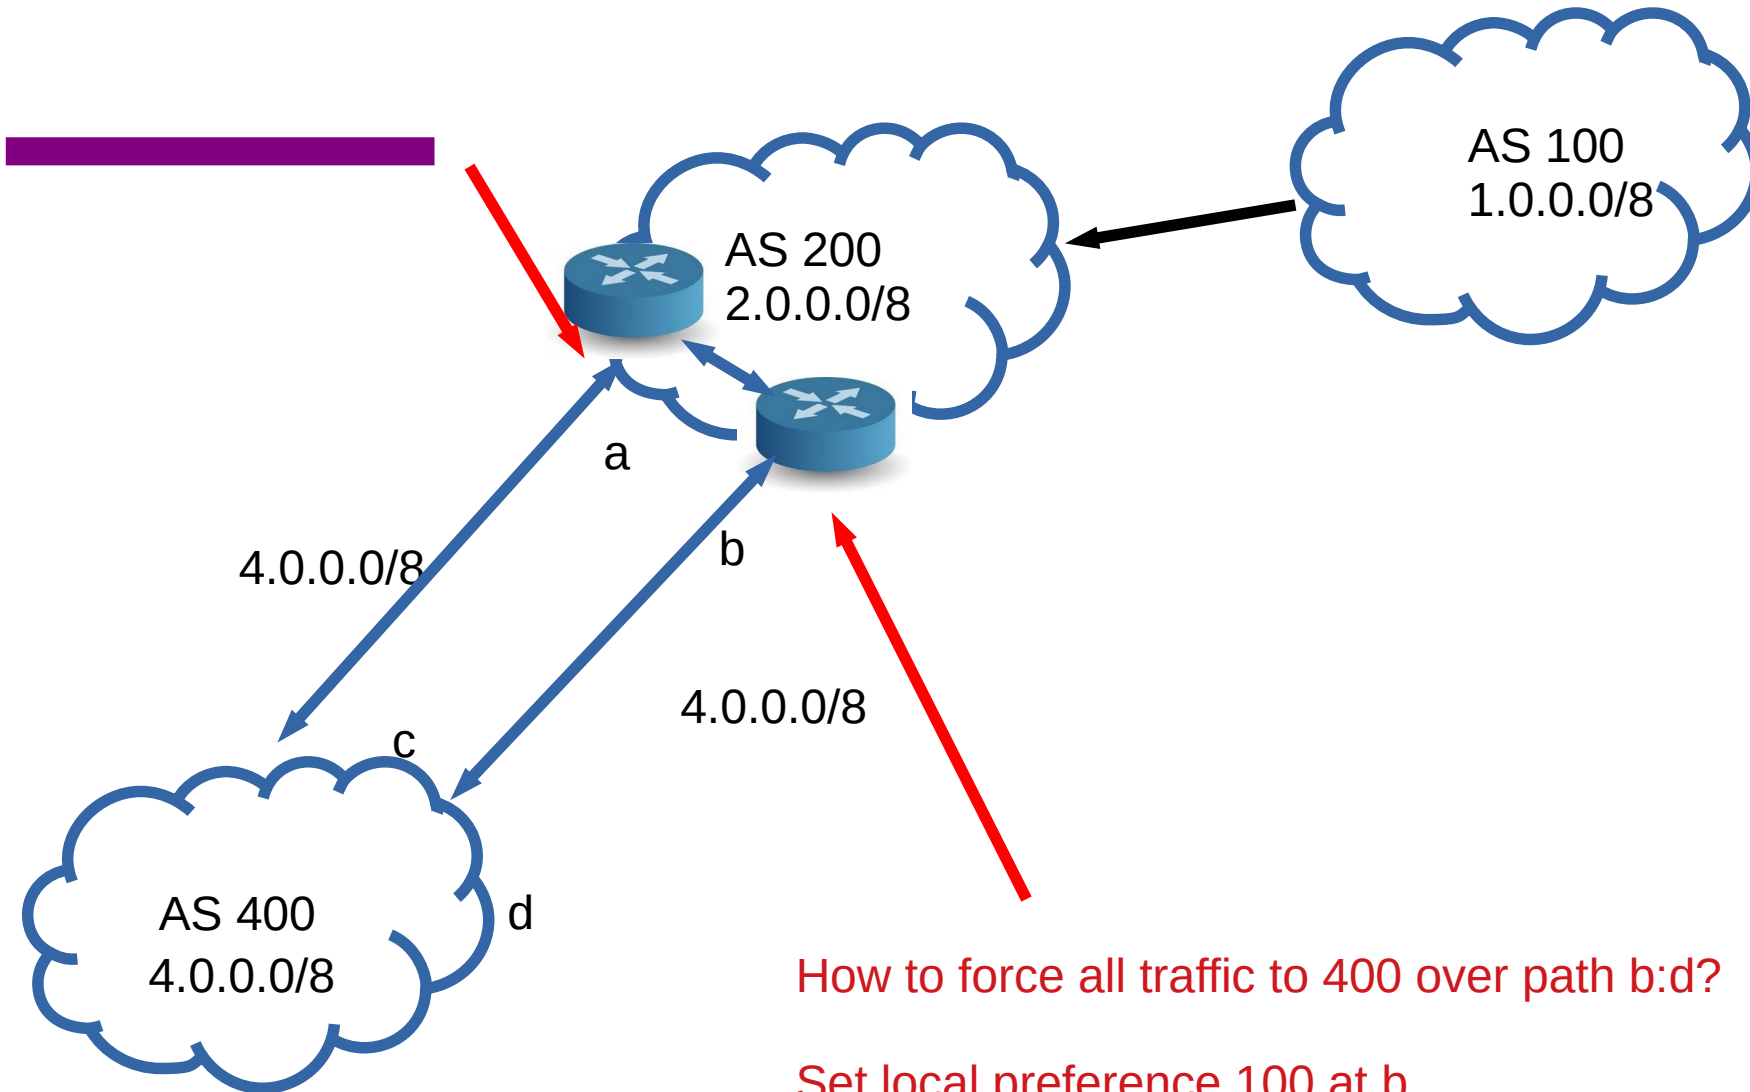 AS 100
1.0.0.0/8
AS 200
2.0.0.0/8
a
b
4.0.0.0/8
4.0.0.0/8
c
d
AS 400
4.0.0.0/8
How to force all traffic to 400 over path b:d?
Set local preference 100 at b